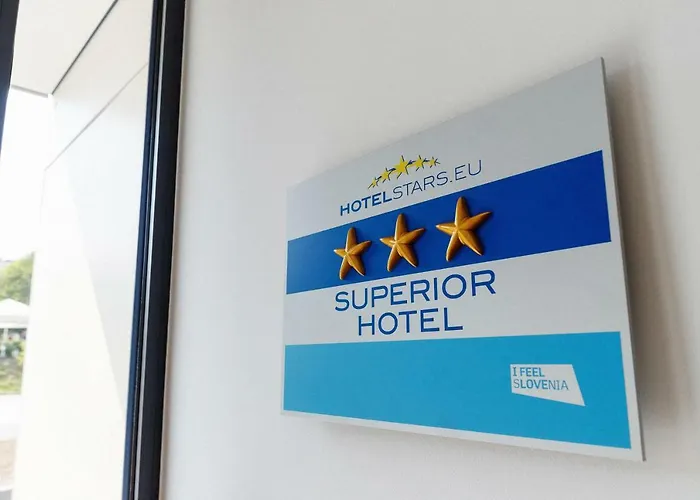 HOTELSTARS.EU
SUPERIOR
HOTEL
I FEEL
SLOVENIA